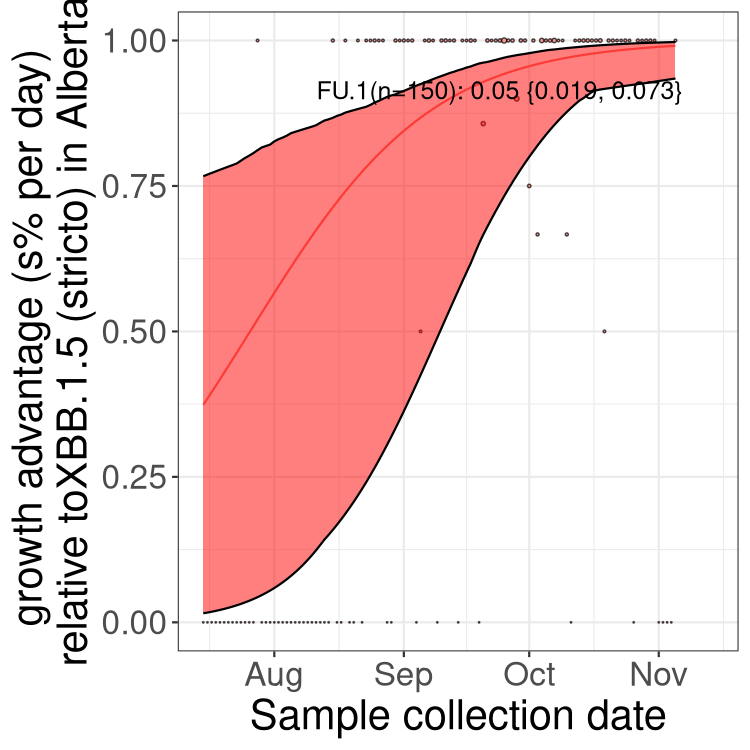 growth advantage (s% per day)
relative toXBB.1.5 (stricto) in Alberta
1.00
0.75
0.50
0.25
0.00
FU.1(n=150): 0.05 {0.019, 0.073}
Aug Sep Oct Nov
Sample collection date